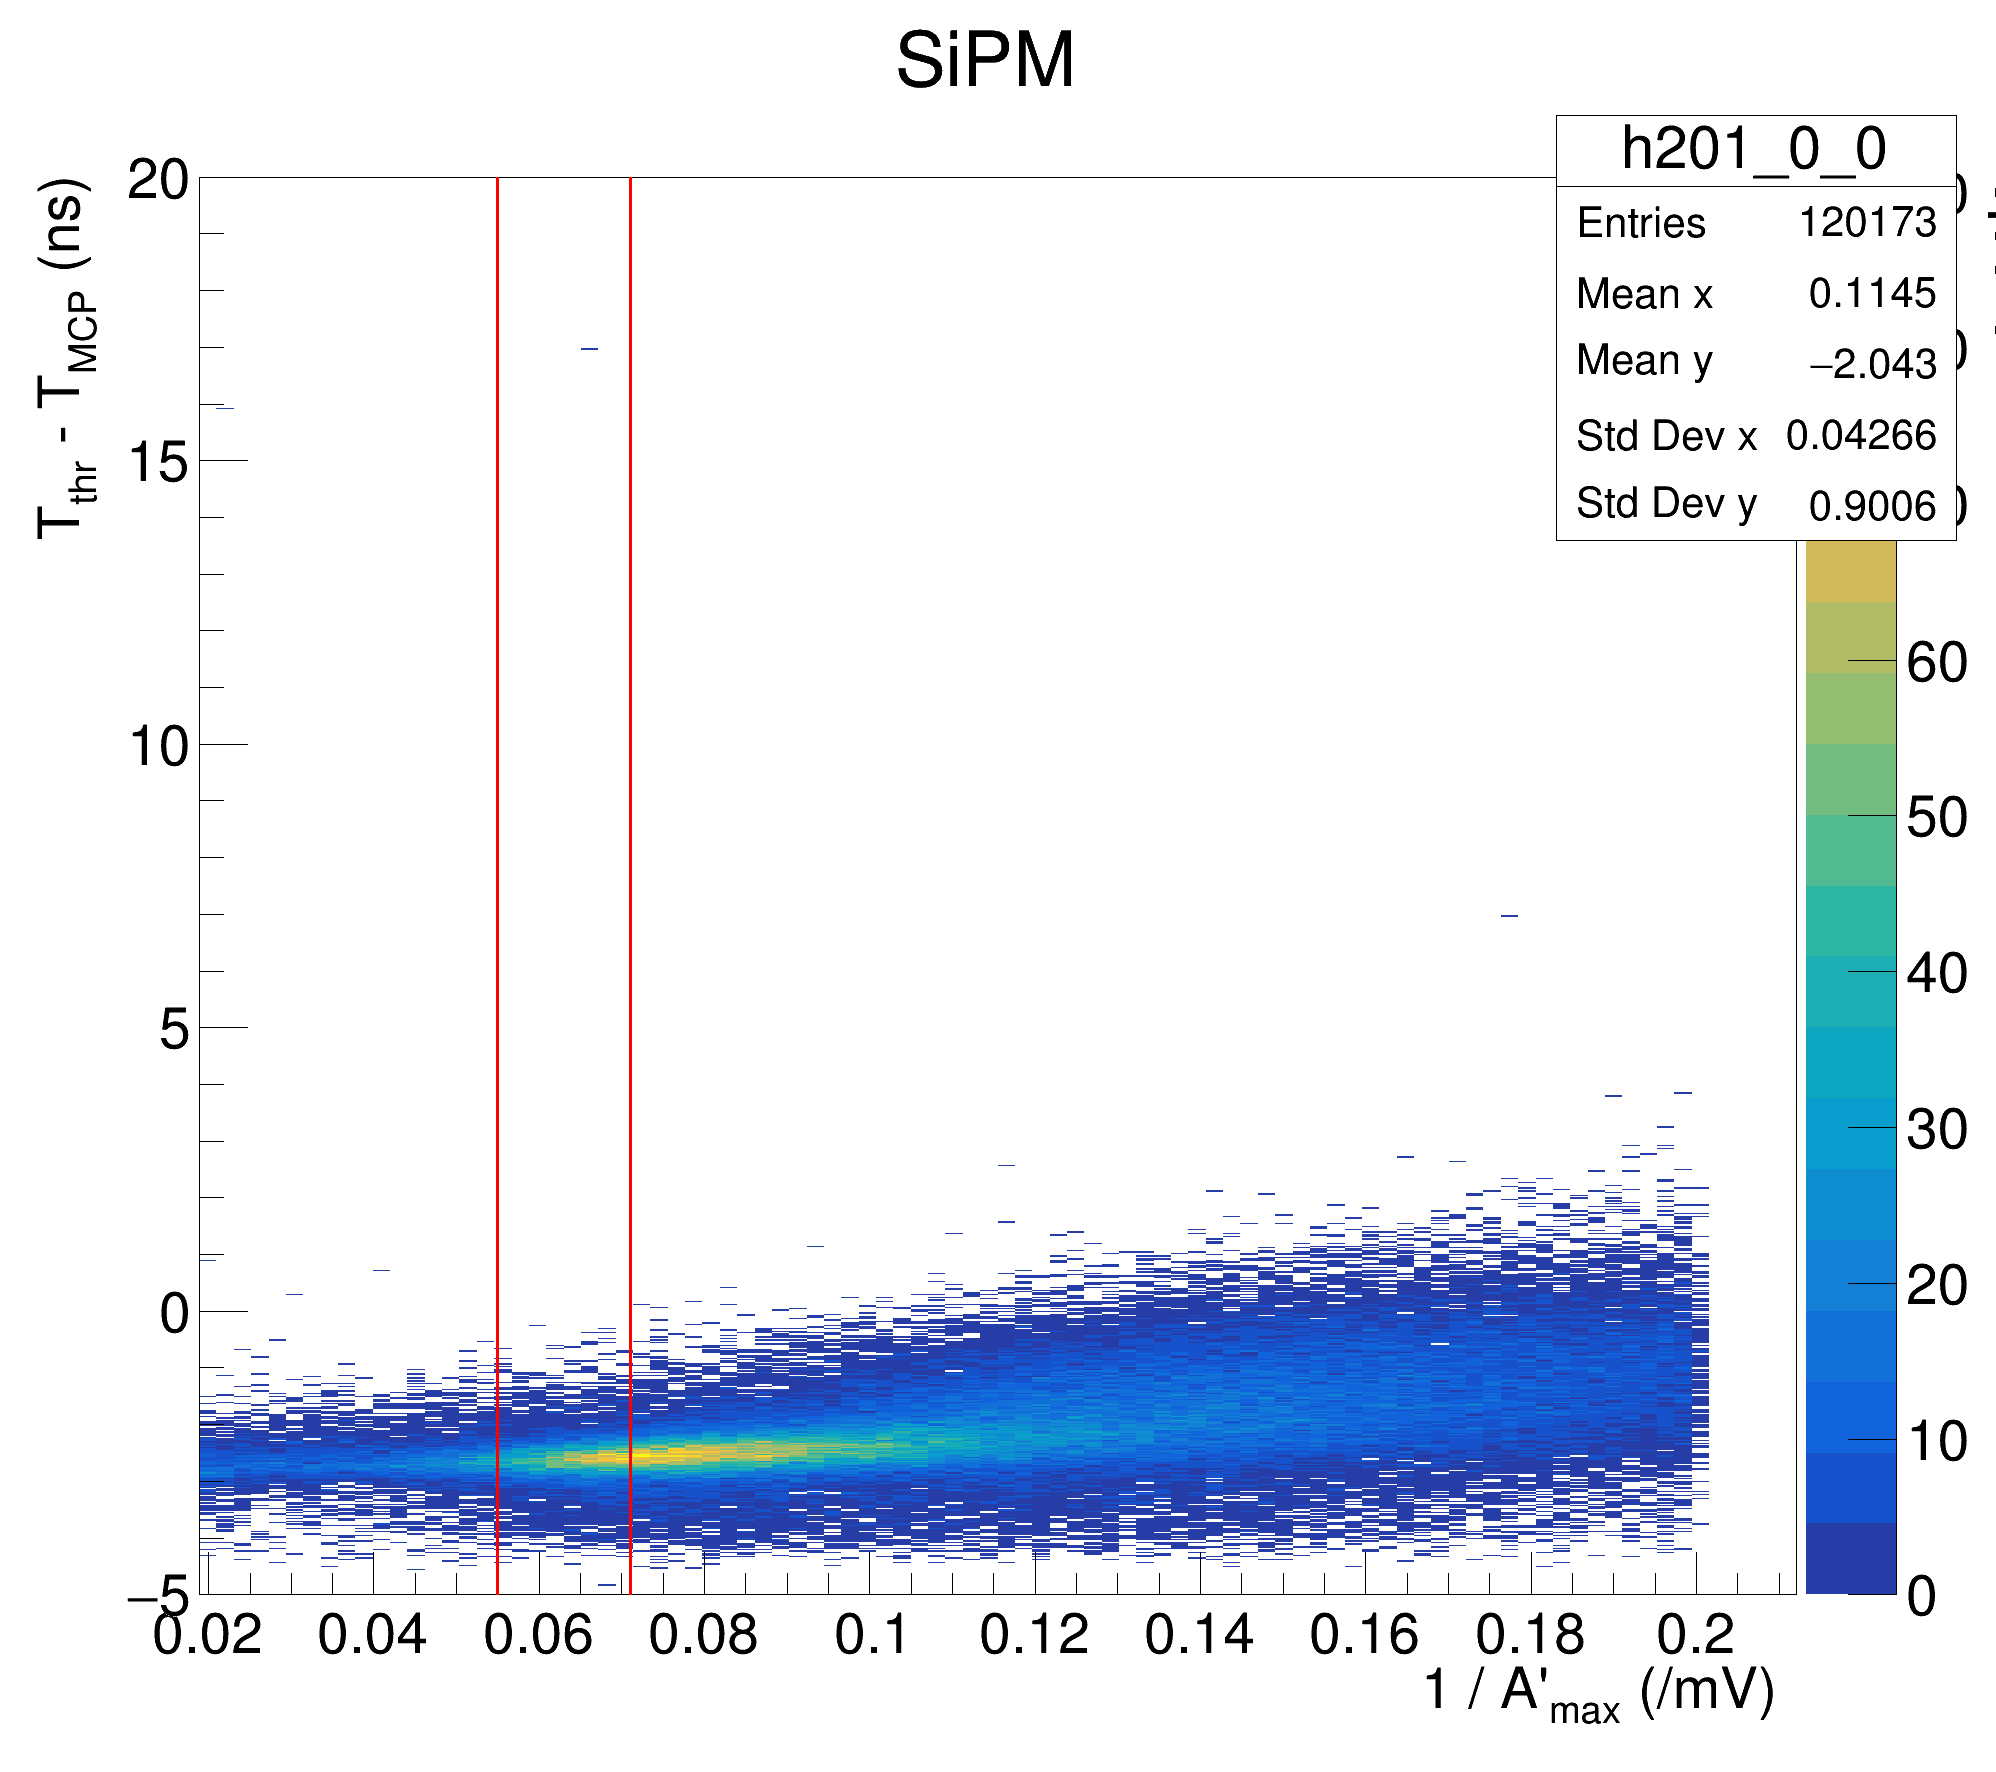 SiPM
h201_0_0
Entries 120173
Mean x 0.1145
Mean y −2.043
Std Dev x 0.04266
Std Dev y 0.9006
T_thr - T_MCP (ns)
20
15
10
5
0
−5
60
50
40
30
20
10
0
0.02 0.04 0.06 0.08 0.1 0.12 0.14 0.16 0.18 0.2
1 / A'_max (/mV)